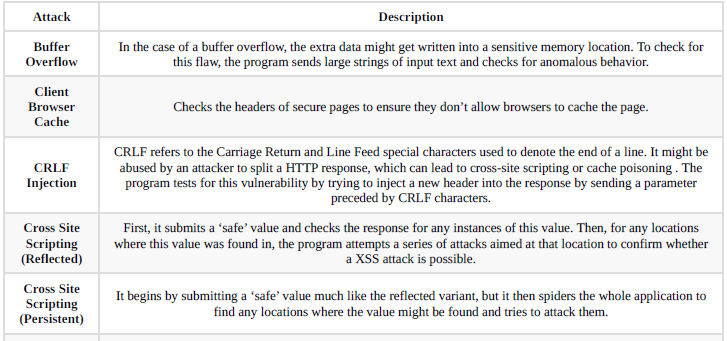 Attack Description
Buffer
Overflow
In the case of a buffer overflow, the extra data might get written into a sensitive memory location. To check for
this flaw, the program sends large strings of input text and checks for anomalous behavior.
Client
Browser
Cache
Checks the headers of secure pages to ensure they don’t allow browsers to cache the page.
CRLF
Injection
CRLF refers to the Carriage Return and Line Feed special characters used to denote the end of a line. It might be
abused by an attacker to split a HTTP response, which can lead to cross-site scripting or cache poisoning . The
program tests for this vulnerability by trying to inject a new header into the response by sending a parameter
preceded by CRLF characters.
Cross Site
Scripting
(Reflected)
First, it submits a ‘safe’ value and checks the response for any instances of this value. Then, for any locations
where this value was found in, the program attempts a series of attacks aimed at that location to confirm whether
a XSS attack is possible.
Cross Site
Scripting
(Persistent)
It begins by submitting a ‘safe’ value much like the reflected variant, but it then spiders the whole application to
find any locations where the value might be found and tries to attack them.